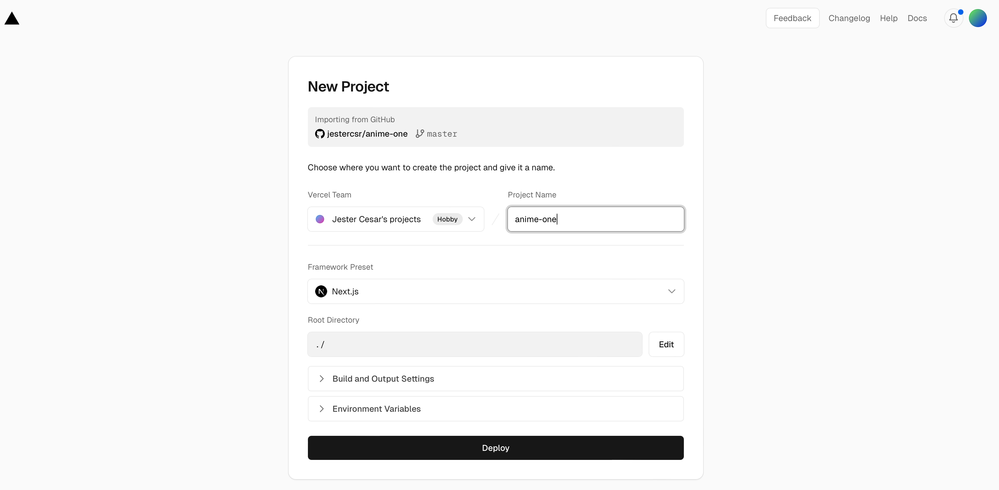 Feedback Changelog Help Docs
New Project
Importing from GitHub
jestercsr/anime-one master
Choose where you want to create the project and give it a name.
Vercel Team Project Name
Jester Cesar's projects Hobby / anime-one
Framework Preset
Next.js
Root Directory
./ Edit
Build and Output Settings
Environment Variables
Deploy